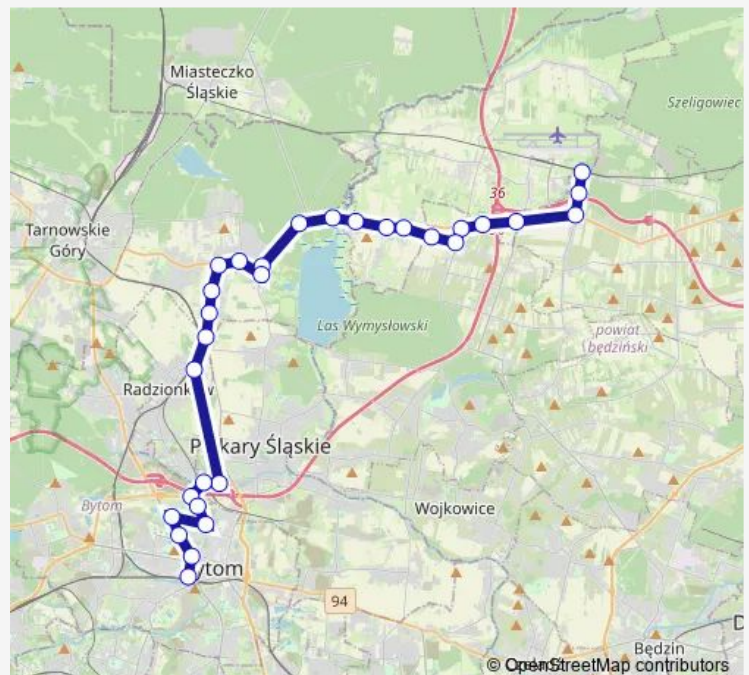 Miasteczko
Śląskie
Szeligowiec
36
Tarnowskie
Góry
Las Wymysłowski
powiat
będziński
Radzionków
Piekary Śląskie
Bytom
Wojkowice
Bytom
94
Będzin
D
© OpenStreetMap contributors